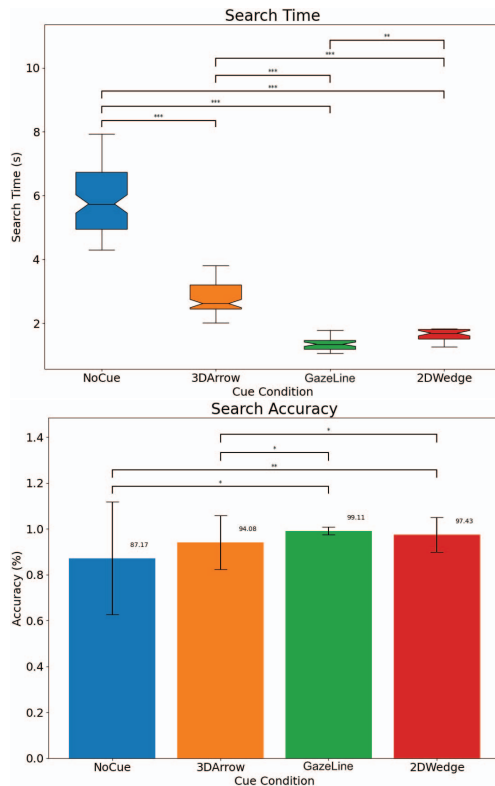 Search Time
10
8
6
4
2
Search Time (s)
**
***
***
***
***
***
NoCue 3DArrow GazeLine 2DWedge
Cue Condition
Search Accuracy
1.4
1.2
1.0
0.8
0.6
0.4
0.2
0.0
Accuracy (%)
*
*
**
*
87.17 94.08 99.11 97.43
NoCue 3DArrow GazeLine 2DWedge
Cue Condition